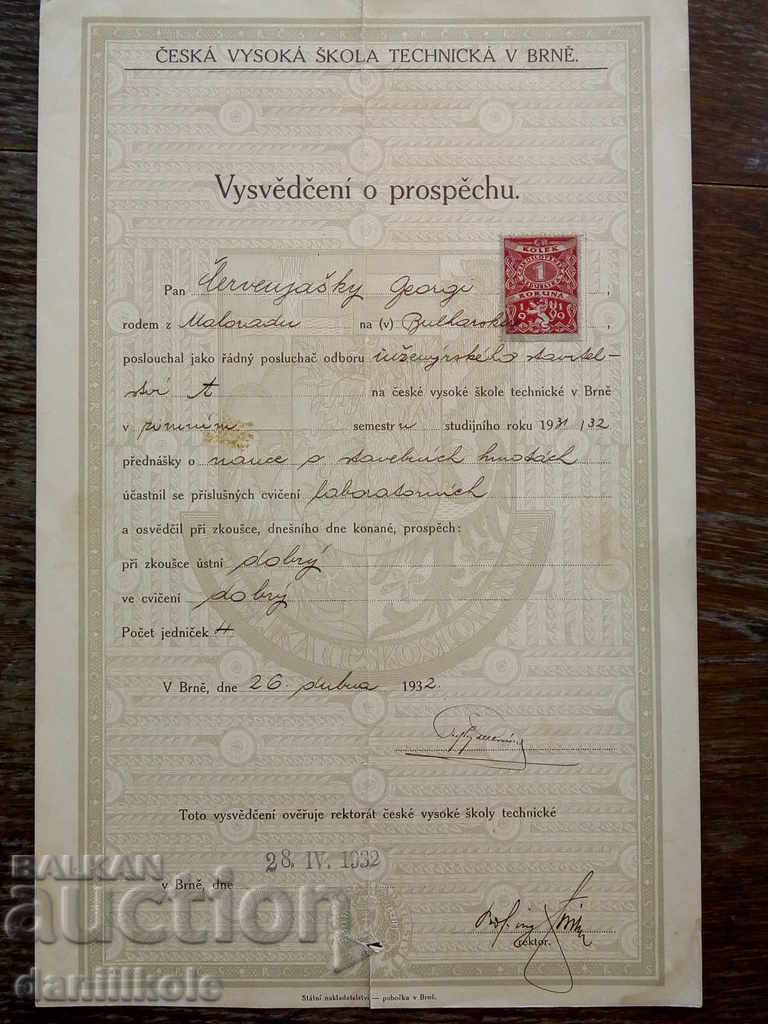 ČESKÁ VYSOKÁ ŠKOLA TECHNICKÁ V BRNĚ.
Vysvědčení o prospěchu.
KOLEK
1
KORUNA
1919
Pan Červenjašky Georgi,
rodem z Maloradu na (v) Bulharsko,
poslouchal jako řádný posluchač odboru inženýrského stavitel-
ství A na české vysoké škole technické v Brně
v zimním semestru studijního roku 1931/32
přednášky o nauce o stavebních hmotách
účastnil se příslušných cvičení laboratorních
a osvědčil při zkoušce, dnešního dne konané, prospěch:
při zkoušce ústní dobrý
ve cvičení dobrý
Počet jedniček
V Brně, dne 26. dubna 1932.
Toto vysvědčení ověřuje rektorát české vysoké školy technické
v Brně, dne 28. IV. 1932
rektor.
Státní nakladatelství — pobočka v Brně.
BALKAN
auction
daniilkole